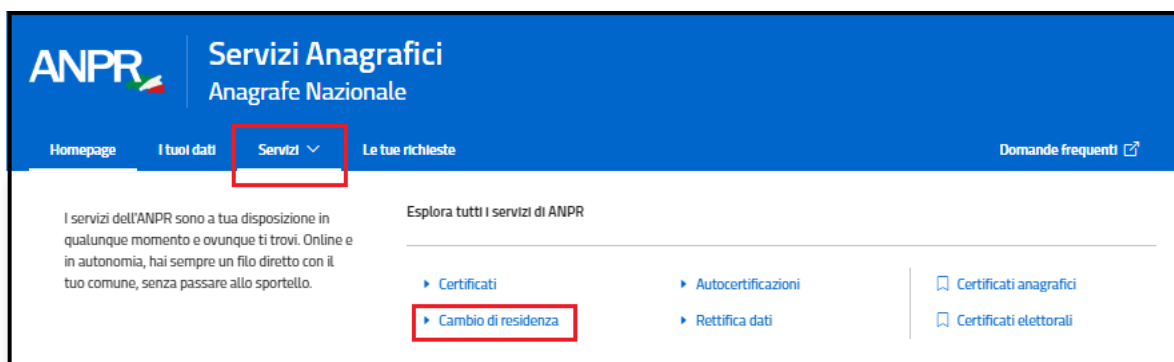 ANPR
Servizi Anagrafici
Anagrafe Nazionale
Homepage
I tuoi dati
Servizi
Le tue richieste
Domande frequenti
I servizi dell'ANPR sono a tua disposizione in
qualunque momento e ovunque ti trovi. Online e
in autonomia, hai sempre un filo diretto con il
tuo comune, senza passare allo sportello.
Esplora tutti i servizi di ANPR
Certificati
Cambio di residenza
Autocertificazioni
Rettifica dati
Certificati anagrafici
Certificati elettorali